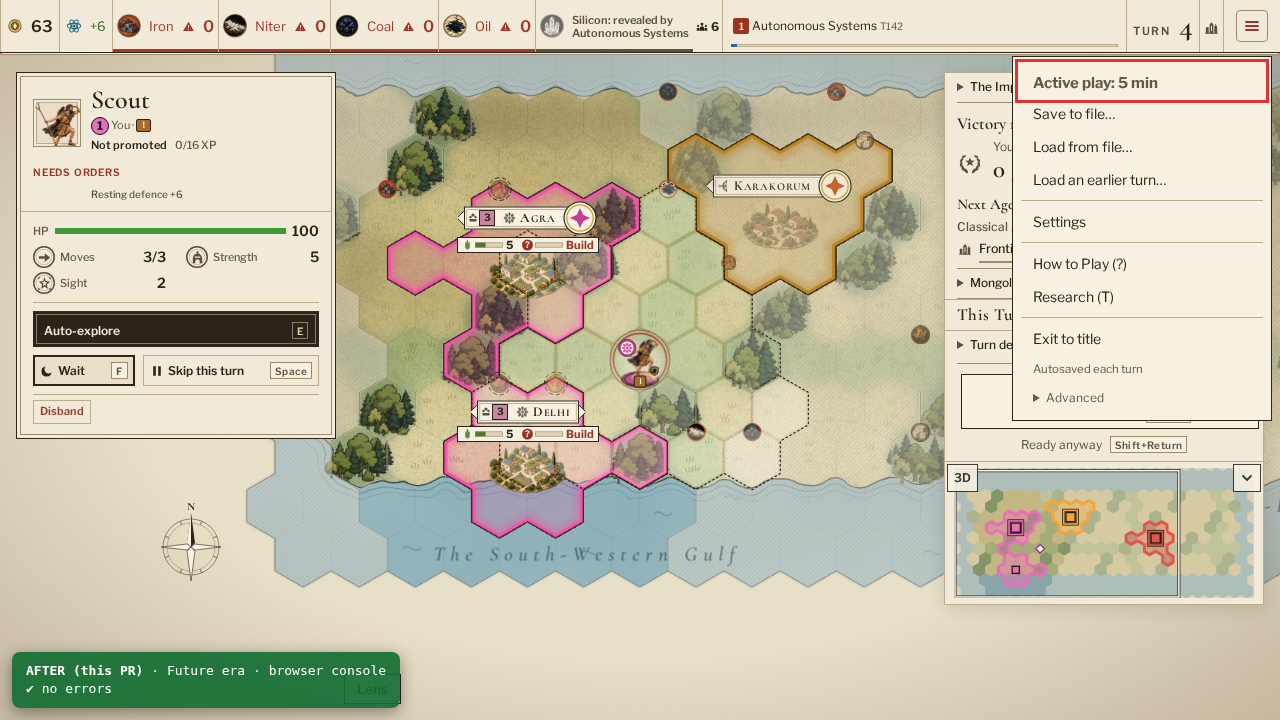 63
+6
Iron 0
Niter 0
Coal 0
Oil 0
Silicon: revealed by
Autonomous Systems
6
1 Autonomous Systems T142
TURN 4
Scout
1 You · I
Not promoted 0/16 XP
NEEDS ORDERS
Resting defence +6
HP 100
Moves 3/3
Strength 5
Sight 2
Auto-explore E
Wait F
Skip this turn Space
Disband
3 AGRA
5 ? Build
KARAKORUM
I
3 DELHI
5 ? Build
The South-Western Gulf
N
The Im
Victory
You
0
Next Ag
Classical
Fronti
Mongol
This Tu
Turn de
Active play: 5 min
Save to file...
Load from file...
Load an earlier turn...
Settings
How to Play (?)
Research (T)
Exit to title
Autosaved each turn
Advanced
Ready anyway Shift+Return
3D
AFTER (this PR) · Future era · browser console
✔ no errors
Lens